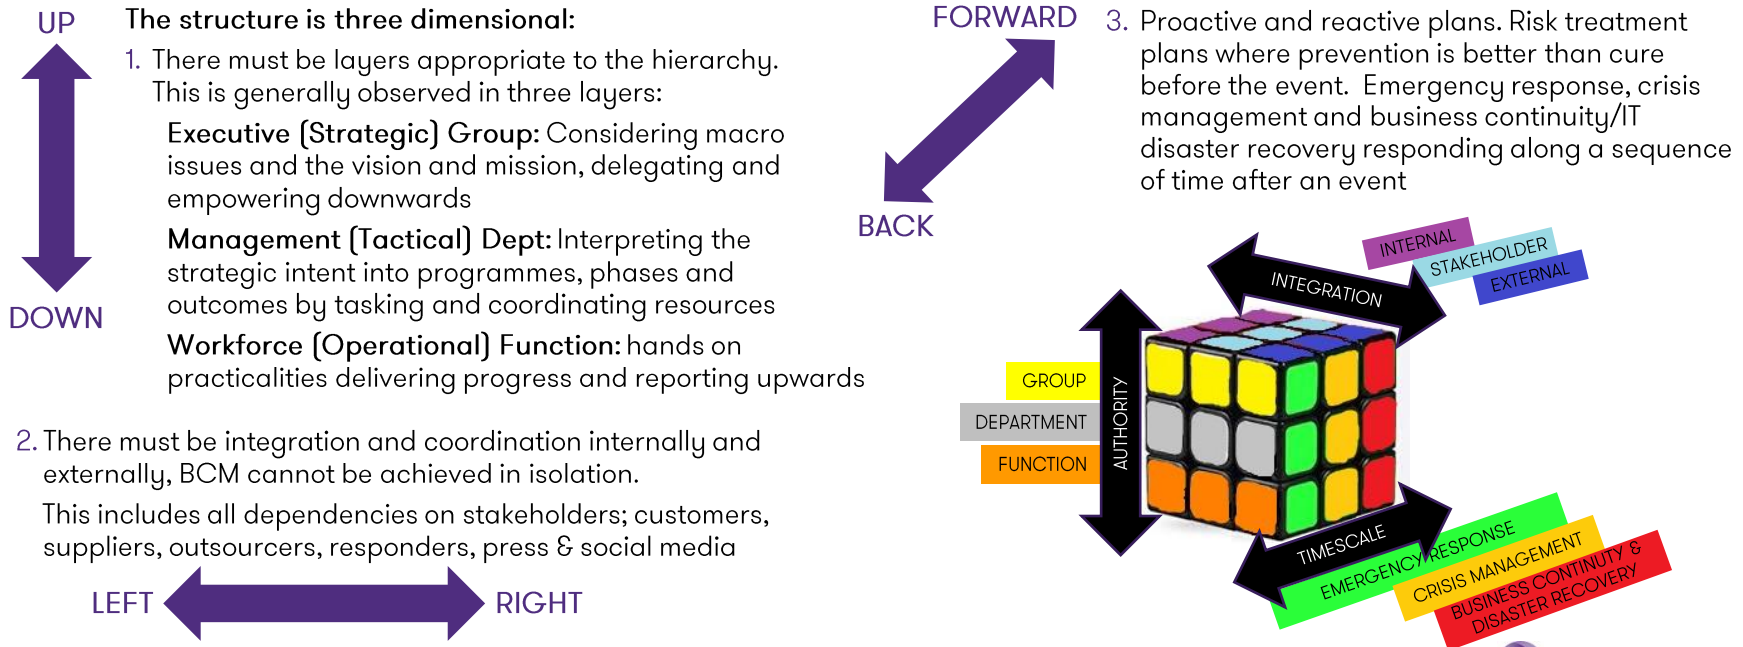 UP
The structure is three dimensional:
1. There must be layers appropriate to the hierarchy.
This is generally observed in three layers:
Executive (Strategic) Group: Considering macro
issues and the vision and mission, delegating and
empowering downwards
Management (Tactical) Dept: Interpreting the
strategic intent into programmes, phases and
outcomes by tasking and coordinating resources
Workforce (Operational) Function: hands on
practicalities delivering progress and reporting upwards
DOWN
2. There must be integration and coordination internally and
externally, BCM cannot be achieved in isolation.
This includes all dependencies on stakeholders; customers,
suppliers, outsourcers, responders, press & social media
LEFT
RIGHT
FORWARD
BACK
3. Proactive and reactive plans. Risk treatment
plans where prevention is better than cure
before the event.  Emergency response, crisis
management and business continuity/IT
disaster recovery responding along a sequence
of time after an event
INTERNAL
STAKEHOLDER
EXTERNAL
INTEGRATION
GROUP
DEPARTMENT
FUNCTION
AUTHORITY
TIMESCALE
EMERGENCY RESPONSE
CRISIS MANAGEMENT
BUSINESS CONTINUTY &
DISASTER RECOVERY